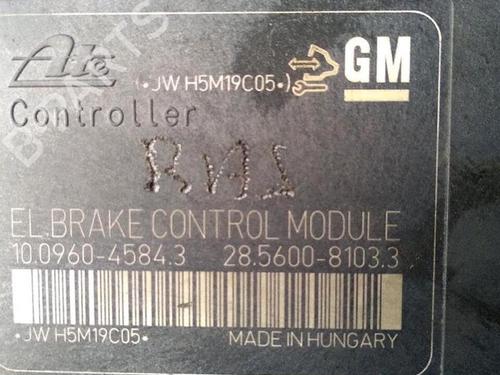 Ate
(•JW H5M19C05•)
GM
Controller
EL.BRAKE CONTROL MODULE
10.0960-4584.3 28.5600-8103.3
•JW H5M19C05• MADE IN HUNGARY